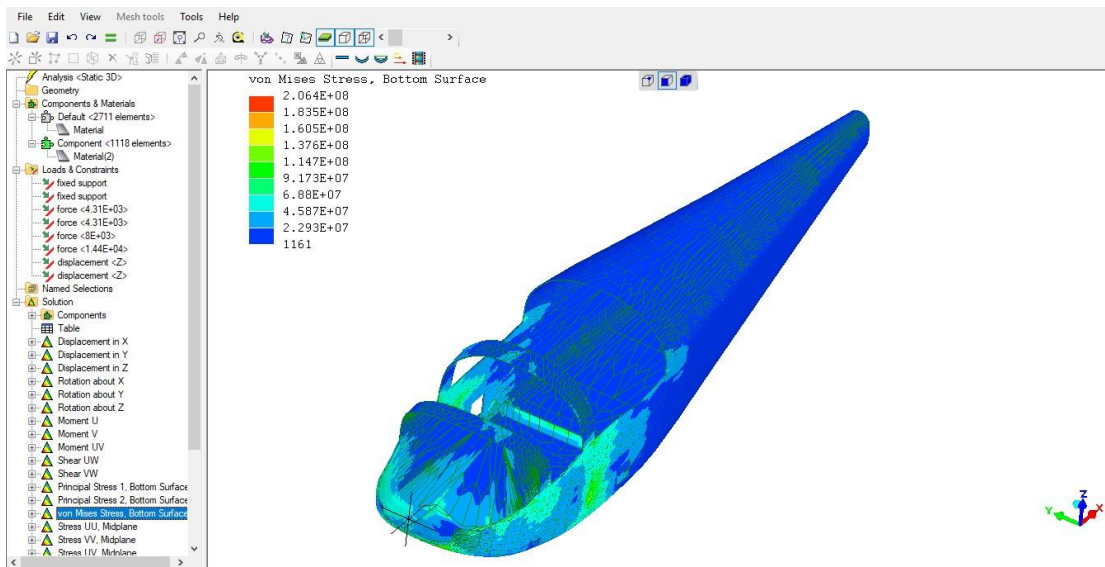 File Edit View Mesh tools Tools Help
Analysis <Static 3D>
Geometry
Components & Materials
Default <2711 elements>
Material
Component <1118 elements>
Material(2)
Loads & Constraints
fixed support
fixed support
force <4.31E+03>
force <4.31E+03>
force <8E+03>
force <1.44E+04>
displacement <Z>
displacement <Z>
Named Selections
Solution
Components
Table
Displacement in X
Displacement in Y
Displacement in Z
Rotation about X
Rotation about Y
Rotation about Z
Moment U
Moment V
Moment UV
Shear UW
Shear VW
Principal Stress 1, Bottom Surface
Principal Stress 2, Bottom Surface
von Mises Stress, Bottom Surface
Stress UU, Midplane
Stress VV, Midplane
Stress UV, Midplane
von Mises Stress, Bottom Surface
2.064E+08
1.835E+08
1.605E+08
1.376E+08
1.147E+08
9.173E+07
6.88E+07
4.587E+07
2.293E+07
1161
Z
Y
X